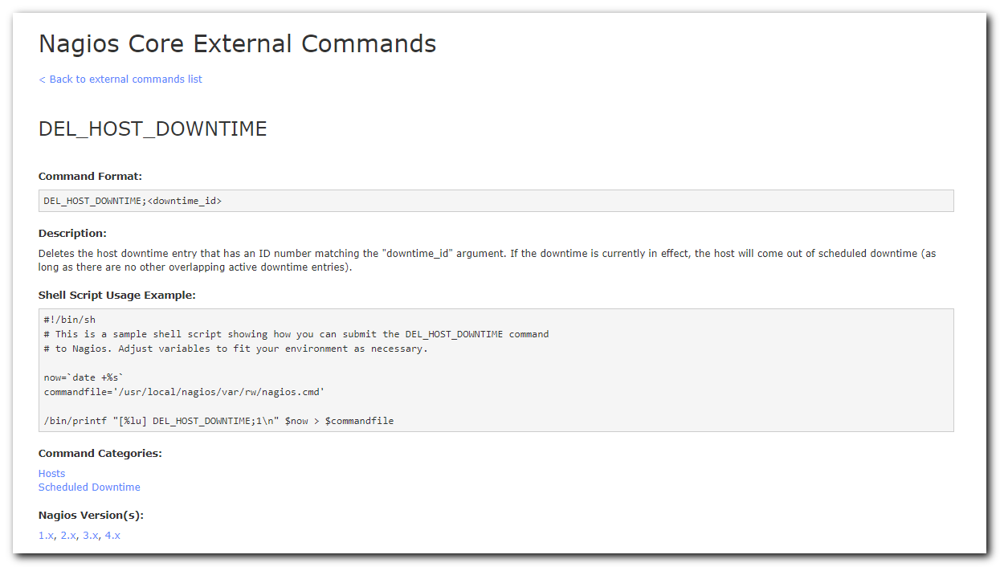 Nagios Core External Commands
< Back to external commands list
DEL_HOST_DOWNTIME
Command Format:
DEL_HOST_DOWNTIME;<downtime_id>
Description:
Deletes the host downtime entry that has an ID number matching the "downtime_id" argument. If the downtime is currently in effect, the host will come out of scheduled downtime (as
long as there are no other overlapping active downtime entries).
Shell Script Usage Example:
#!/bin/sh
# This is a sample shell script showing how you can submit the DEL_HOST_DOWNTIME command
# to Nagios. Adjust variables to fit your environment as necessary.
now=`date +%s`
commandfile='/usr/local/nagios/var/rw/nagios.cmd'
/bin/printf "[%lu] DEL_HOST_DOWNTIME;1\n" $now > $commandfile
Command Categories:
Hosts
Scheduled Downtime
Nagios Version(s):
1.x, 2.x, 3.x, 4.x